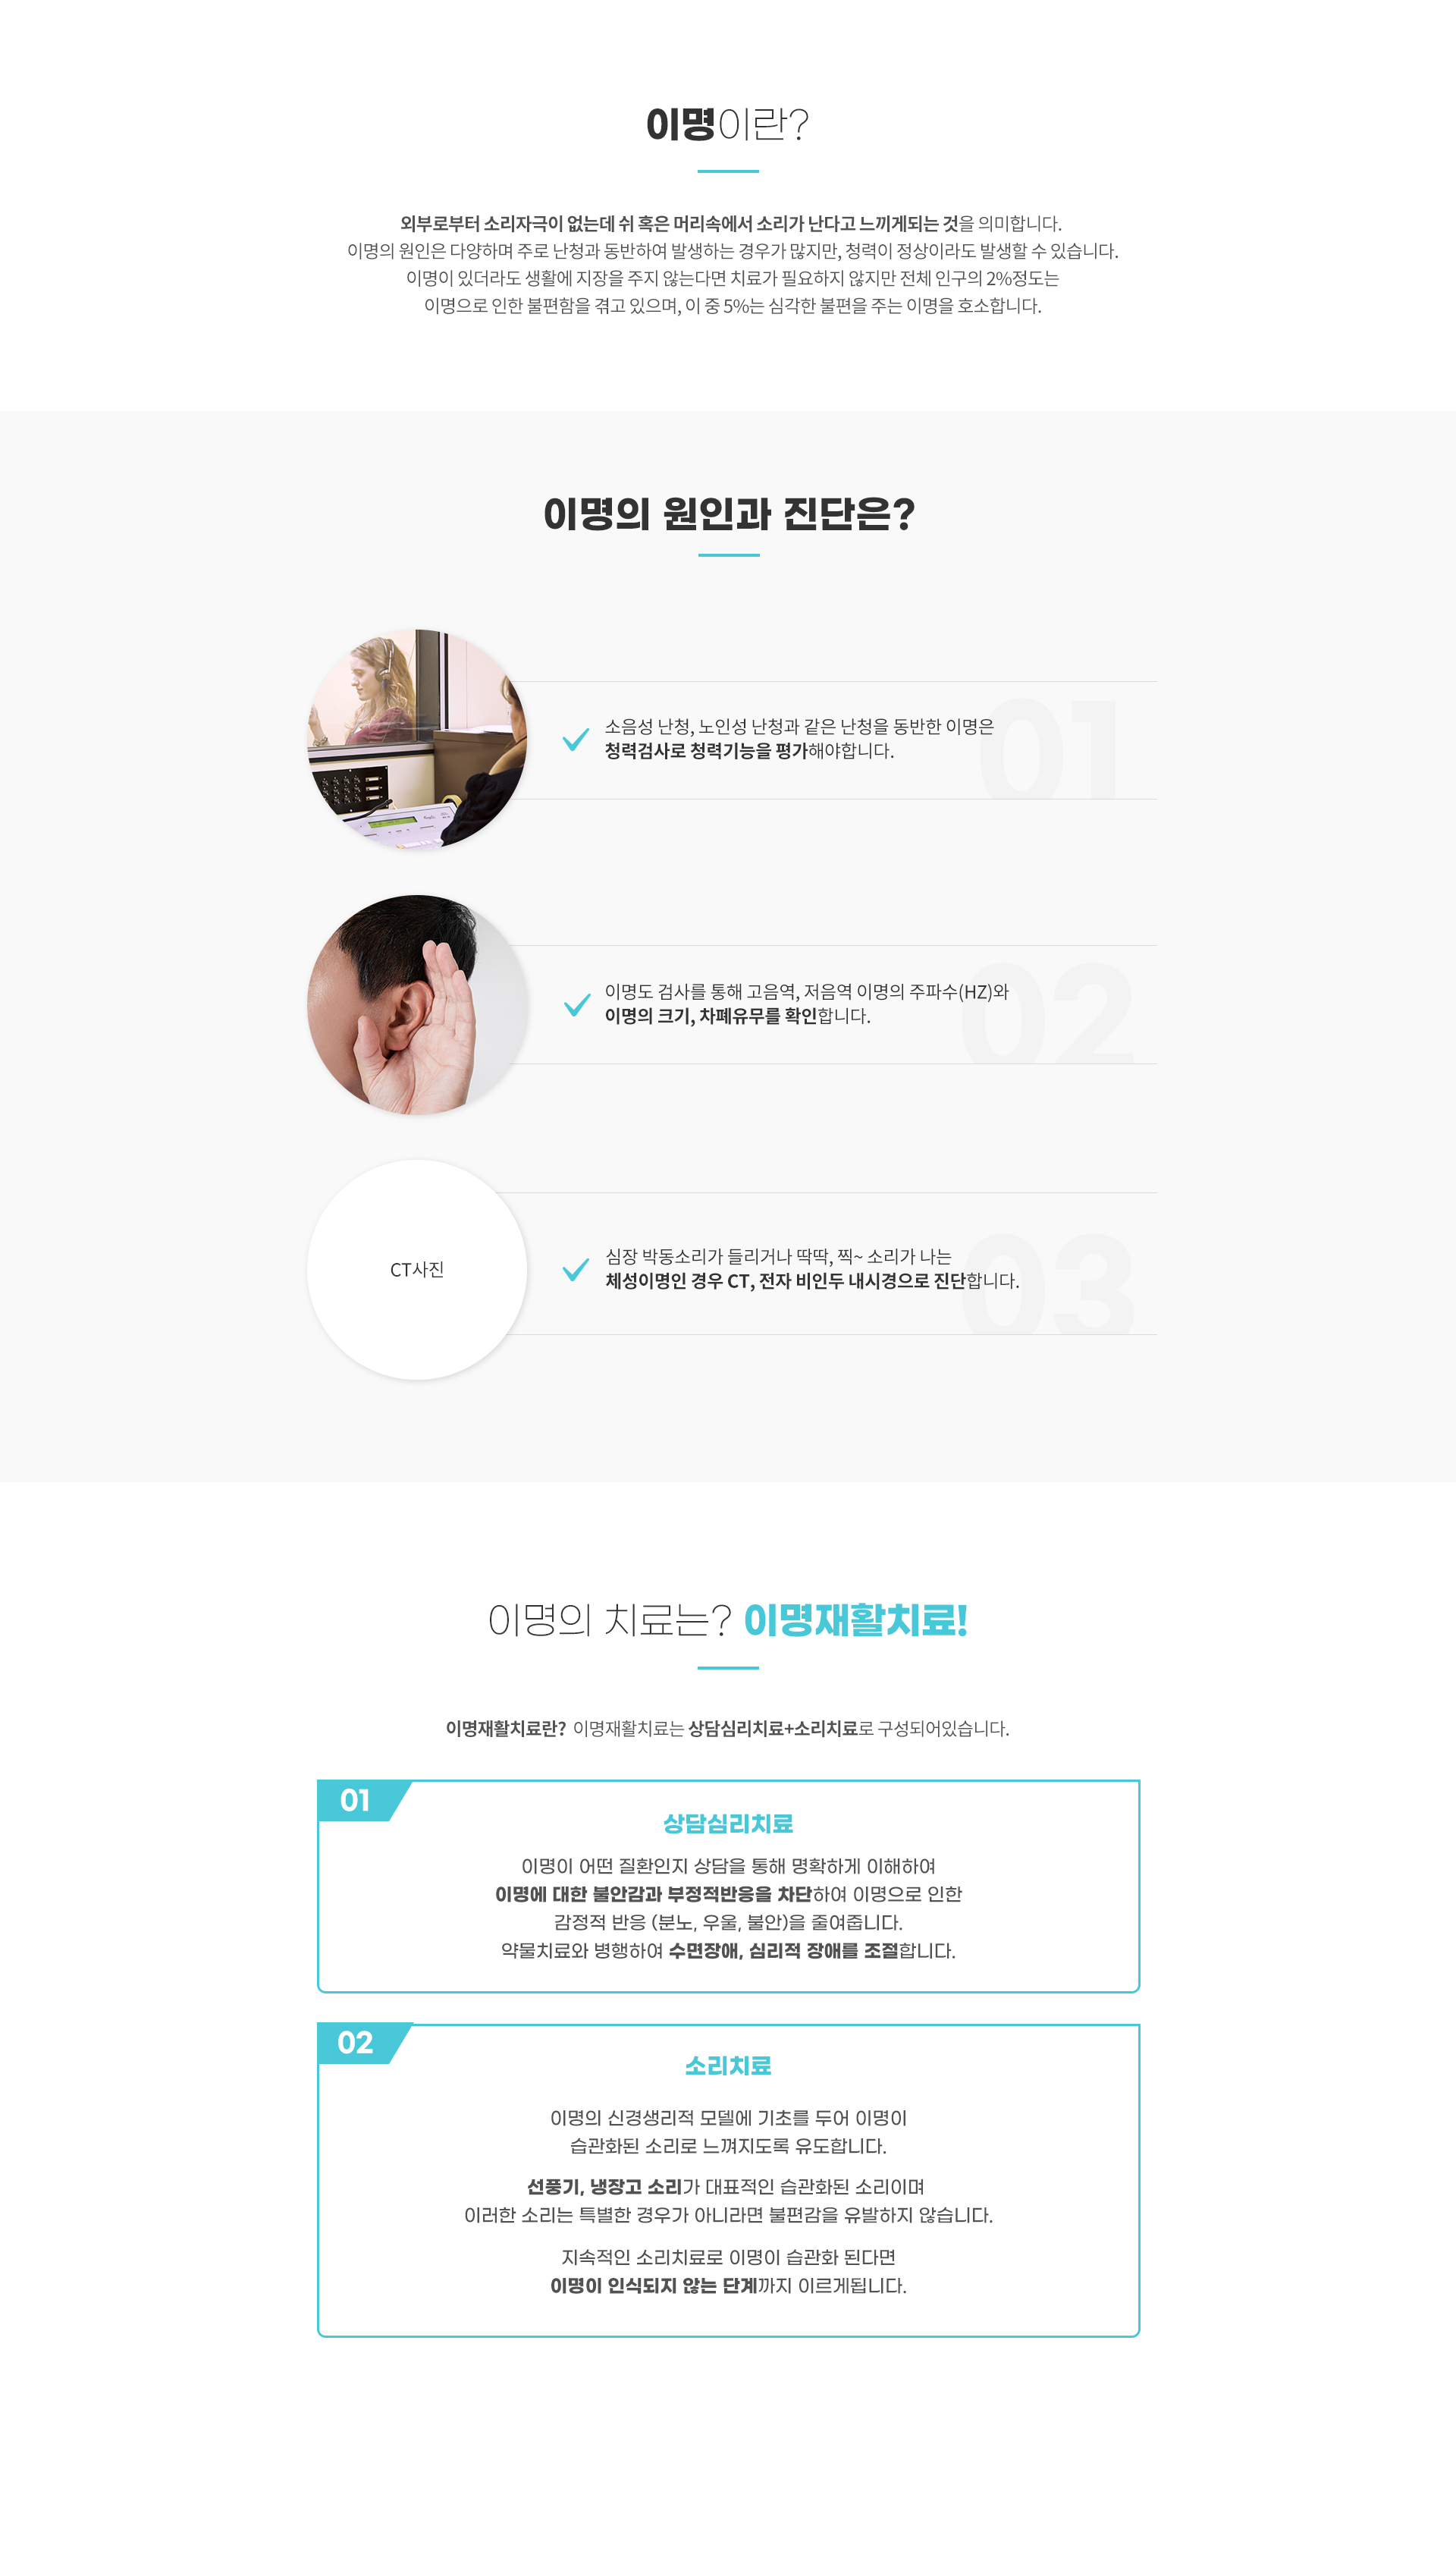 이명이란?
외부로부터 소리자극이 없는데 쉬 혹은 머리속에서 소리가 난다고 느끼게되는 것을 의미합니다.
이명의 원인은 다양하며 주로 난청과 동반하여 발생하는 경우가 많지만, 청력이 정상이라도 발생할 수 있습니다.
이명이 있더라도 생활에 지장을 주지 않는다면 치료가 필요하지 않지만 전체 인구의 2%정도는
이명으로 인한 불편함을 겪고 있으며, 이 중 5%는 심각한 불편을 주는 이명을 호소합니다.
이명의 원인과 진단은?
01
소음성 난청, 노인성 난청과 같은 난청을 동반한 이명은
청력검사로 청력기능을 평가해야합니다.
02
이명도 검사를 통해 고음역, 저음역 이명의 주파수(HZ)와
이명의 크기, 차폐유무를 확인합니다.
CT사진
03
심장 박동소리가 들리거나 딱딱, 찍~ 소리가 나는
체성이명인 경우 CT, 전자 비인두 내시경으로 진단합니다.
이명의 치료는? 이명재활치료!
이명재활치료란? 이명재활치료는 상담심리치료+소리치료로 구성되어있습니다.
01
상담심리치료
이명이 어떤 질환인지 상담을 통해 명확하게 이해하여
이명에 대한 불안감과 부정적반응을 차단하여 이명으로 인한
감정적 반응 (분노, 우울, 불안)을 줄여줍니다.
약물치료와 병행하여 수면장애, 심리적 장애를 조절합니다.
02
소리치료
이명의 신경생리적 모델에 기초를 두어 이명이
습관화된 소리로 느껴지도록 유도합니다.
선풍기, 냉장고 소리가 대표적인 습관화된 소리이며
이러한 소리는 특별한 경우가 아니라면 불편감을 유발하지 않습니다.
지속적인 소리치료로 이명이 습관화 된다면
이명이 인식되지 않는 단계까지 이르게됩니다.